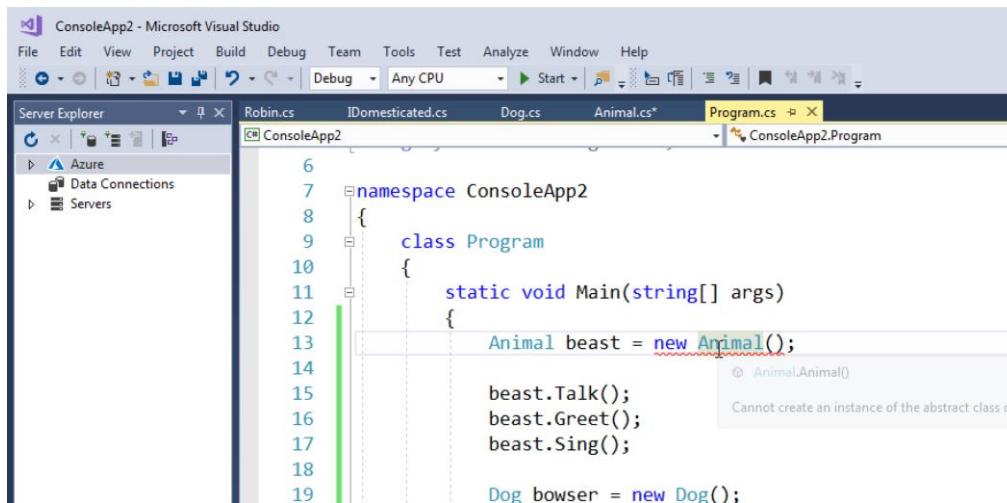 ConsoleApp2 - Microsoft Visual Studio
File Edit View Project Build Debug Team Tools Test Analyze Window Help
Debug Any CPU Start
Server Explorer
Robin.cs IDomesticated.cs Dog.cs Animal.cs* Program.cs
ConsoleApp2 ConsoleApp2.Program
Azure
Data Connections
Servers
6
7 namespace ConsoleApp2
8 {
9 class Program
10 {
11 static void Main(string[] args)
12 {
13 Animal beast = new Animal();
14
Animal.Animal()
15 beast.Talk();
Cannot create an instance of the abstract class
16 beast.Greet();
17 beast.Sing();
18
19 Dog bowser = new Dog();